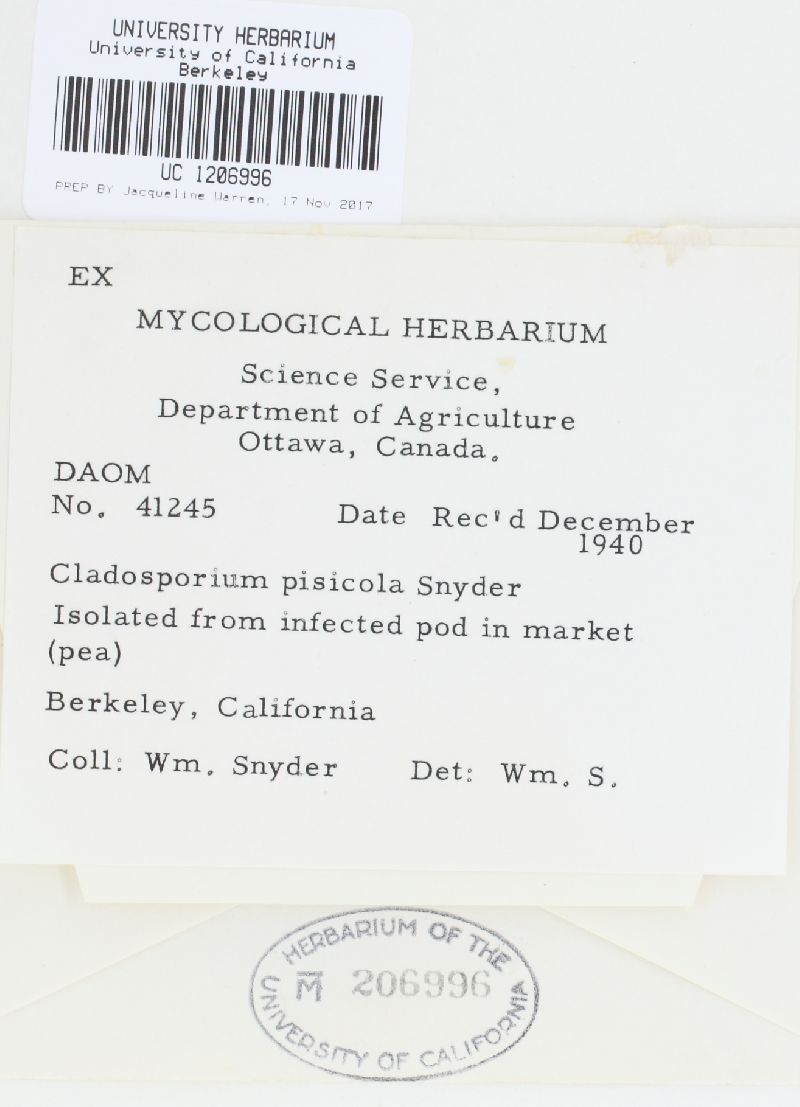 UNIVERSITY HERBARIUM
University of California
Berkeley
UC 1206996
PREP BY Jacqueline Warren, 17 Nov 2017
EX
MYCOLOGICAL HERBARIUM
Science Service,
Department of Agriculture
Ottawa, Canada.
DAOM
No. 41245 Date Rec'd December
1940
Cladosporium pisicola Snyder
Isolated from infected pod in market
(pea)
Berkeley, California
Coll: Wm. Snyder Det: Wm. S.
HERBARIUM OF THE
M̅ 206996
UNIVERSITY OF CALIFORNIA